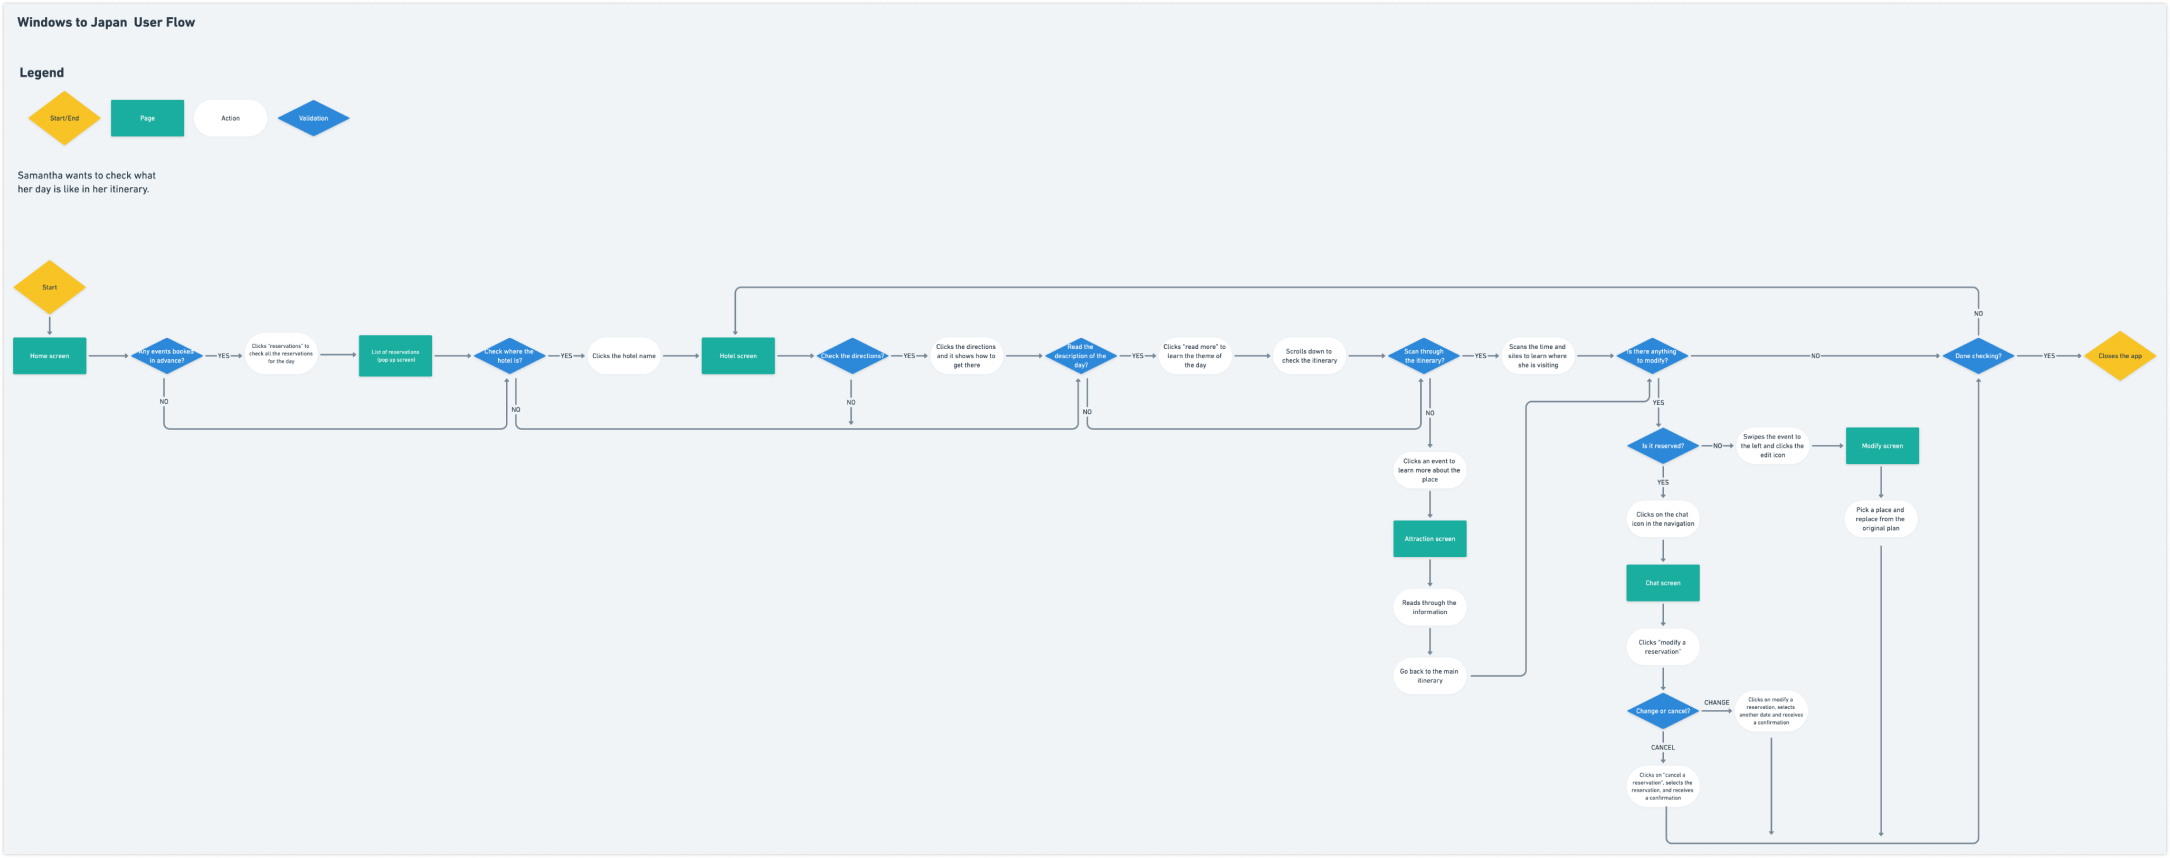 Windows to Japan  User Flow
Legend
Start/End
Page
Action
Validation
Samantha wants to check what
her day is like in her itinerary.
Start
NO
Home screen
Any events booked
in advance?
YES
Clicks "reservations" to
check all the reservations
for the day
List of reservations
(pop up screen)
Check where the
hotel is?
YES
Clicks the hotel name
Hotel screen
Check the directions?
YES
Clicks the directions
and it shows how to
get there
Read the
description of the
day?
YES
Clicks "read more" to
learn the theme of
the day
Scrolls down to
check the itinerary
Scan through
the itinerary?
YES
Scans the time and
sites to learn where
she is visiting
Is there anything
to modify?
NO
Done checking?
YES
Closes the app
NO
NO
NO
NO
NO
YES
Clicks an event to
learn more about the
place
Attraction screen
Reads through the
information
Go back to the main
itinerary
Is it reserved?
NO
Swipes the event to
the left and clicks the
edit icon
Modify screen
Pick a place and
replace from the
original plan
YES
Clicks on the chat
icon in the navigation
Chat screen
Clicks "modify a
reservation"
Change or cancel?
CHANGE
Clicks on modify a
reservation, selects
another date and receives
a confirmation
CANCEL
Clicks on "cancel a
reservation", selects the
reservation, and receives
a confirmation